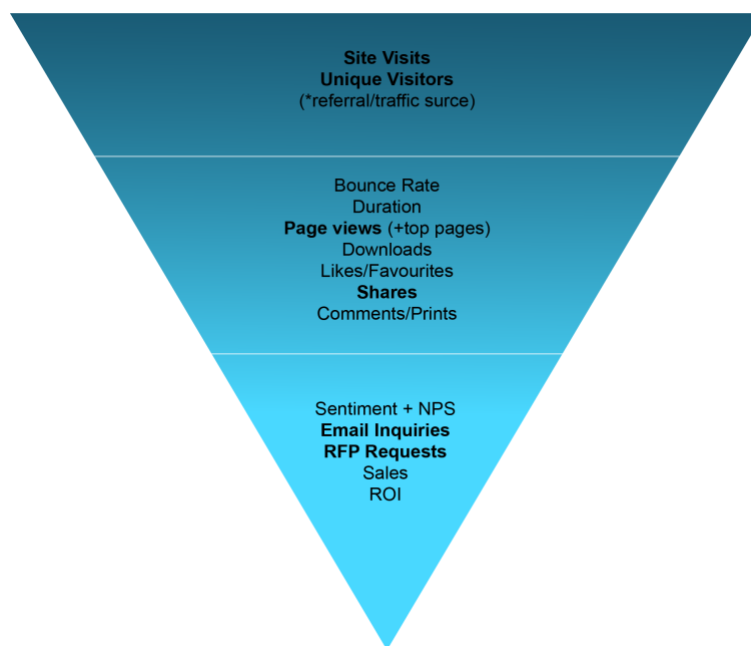 Site Visits
Unique Visitors
(*referral/traffic surce)
Bounce Rate
Duration
Page views (+top pages)
Downloads
Likes/Favourites
Shares
Comments/Prints
Sentiment + NPS
Email Inquiries
RFP Requests
Sales
ROI